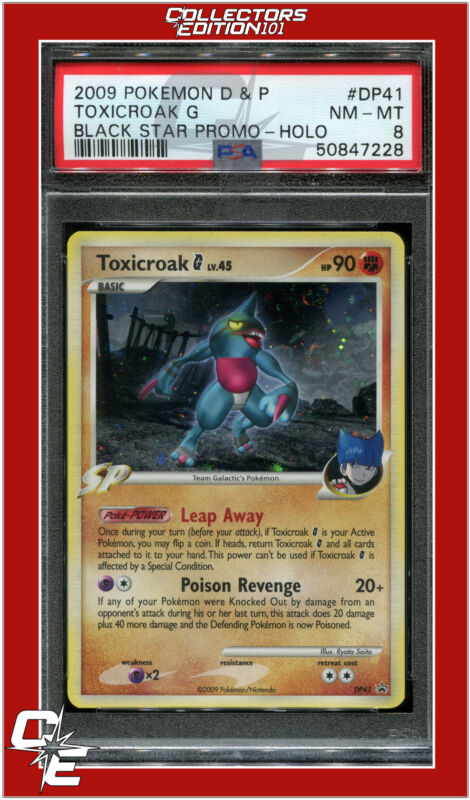 COLLECTORS
EDITION101
2009 POKEMON D & P #DP41
TOXICROAK G NM - MT
BLACK STAR PROMO - HOLO 8
PSA 50847228
Toxicroak G LV.45 HP 90
BASIC
SP
Team Galactic's Pokémon
Poké-POWER Leap Away
Once during your turn (before your attack), if Toxicroak G is your Active
Pokémon, you may flip a coin. If heads, return Toxicroak G and all cards
attached to it to your hand. This power can't be used if Toxicroak G is
affected by a Special Condition.
Poison Revenge 20+
If any of your Pokémon were Knocked Out by damage from an
opponent's attack during his or her last turn, this attack does 20 damage
plus 40 more damage and the Defending Pokémon is now Poisoned.
Illus. Ryota Saito
weakness resistance retreat cost
×2
©2009 Pokémon/Nintendo DP41
CE